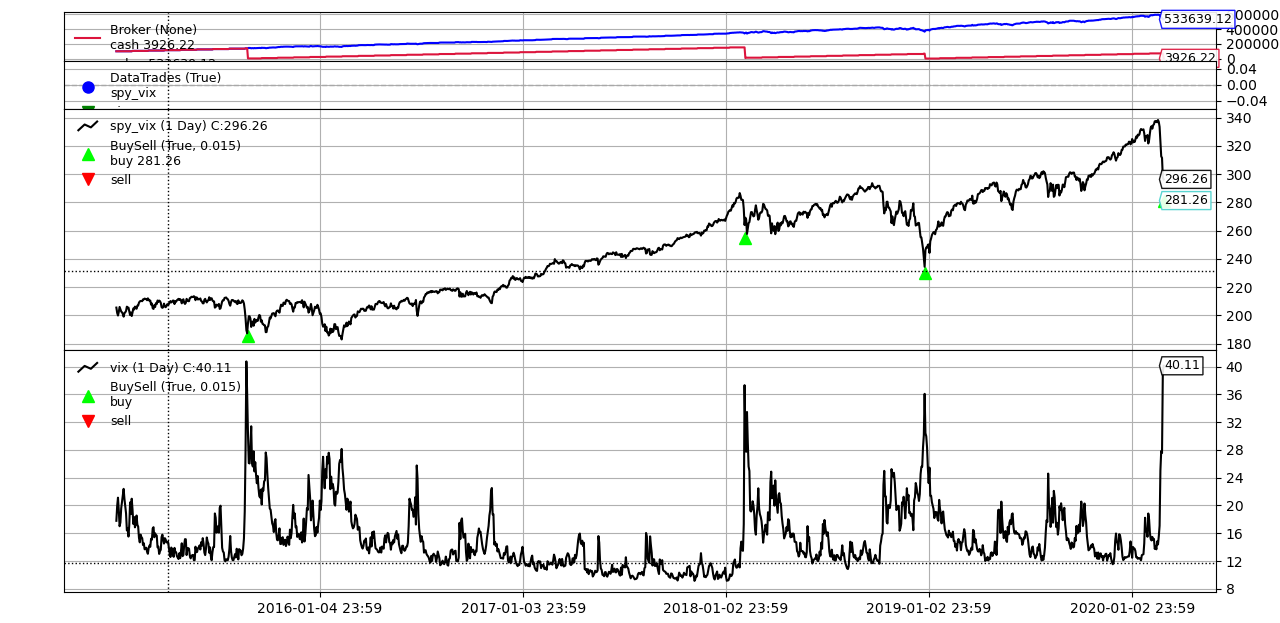 Broker (None)
cash 3926.22
533639.12
400000
200000
3926.22
0
DataTrades (True)
spy_vix
0.04
0.00
−0.04
spy_vix (1 Day) C:296.26
BuySell (True, 0.015)
buy 281.26
sell
340
320
300
296.26
281.26
280
260
240
220
200
180
vix (1 Day) C:40.11
BuySell (True, 0.015)
buy
sell
40.11
40
36
32
28
24
20
16
12
8
2016-01-04 23:59
2017-01-03 23:59
2018-01-02 23:59
2019-01-02 23:59
2020-01-02 23:59